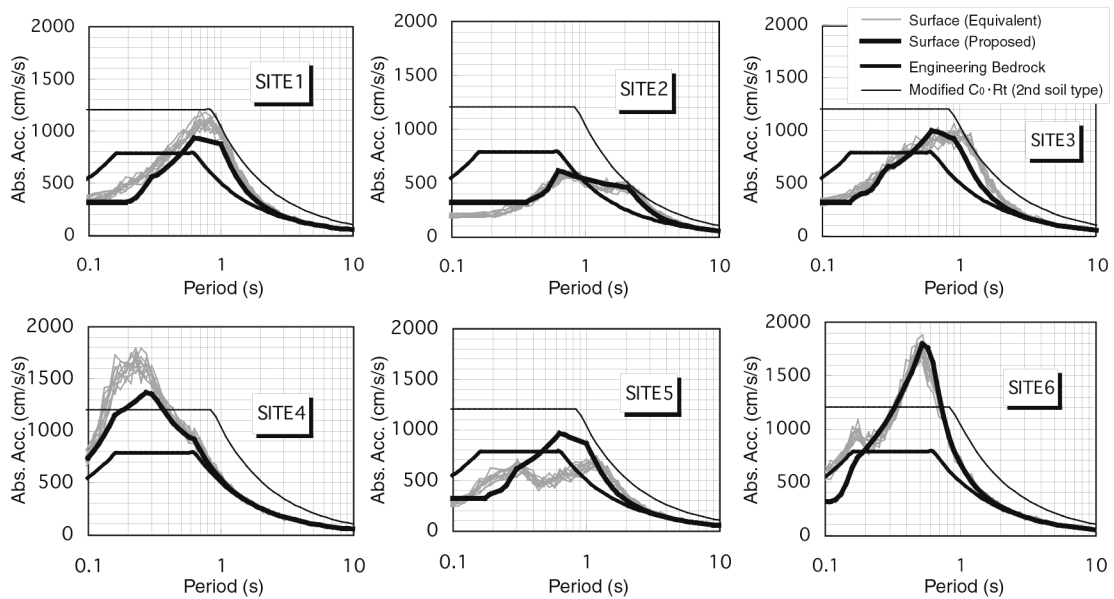 2000
1500
1000
500
0
Abs. Acc. (cm/s/s)
SITE1
0.1 1 10
Period (s)
2000
1500
1000
500
0
Abs. Acc. (cm/s/s)
SITE2
0.1 1 10
Period (s)
2000
1500
1000
500
0
Abs. Acc. (cm/s/s)
Surface (Equivalent)
Surface (Proposed)
Engineering Bedrock
Modified C0·Rt (2nd soil type)
SITE3
0.1 1 10
Period (s)
2000
1500
1000
500
0
Abs. Acc. (cm/s/s)
SITE4
0.1 1 10
Period (s)
2000
1500
1000
500
0
Abs. Acc. (cm/s/s)
SITE5
0.1 1 10
Period (s)
2000
1500
1000
500
0
Abs. Acc. (cm/s/s)
SITE6
0.1 1 10
Period (s)